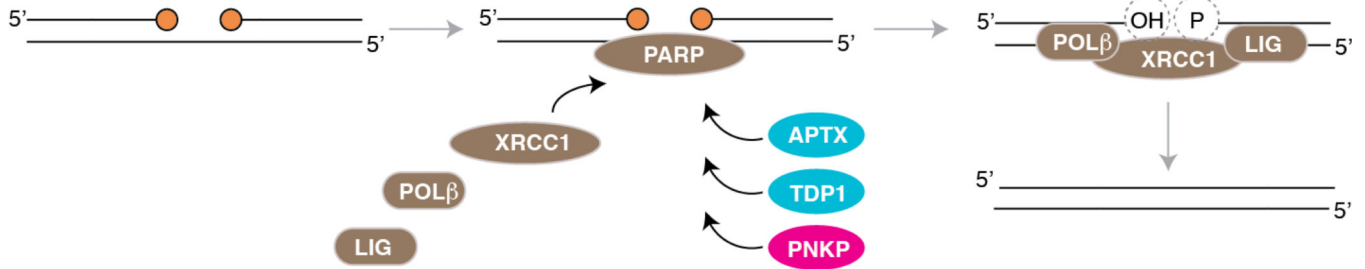 5’
5’
5’
5’
PARP
XRCC1
POLβ
LIG
APTX
TDP1
PNKP
5’
OH
P
POLβ
XRCC1
LIG
5’
5’
5’